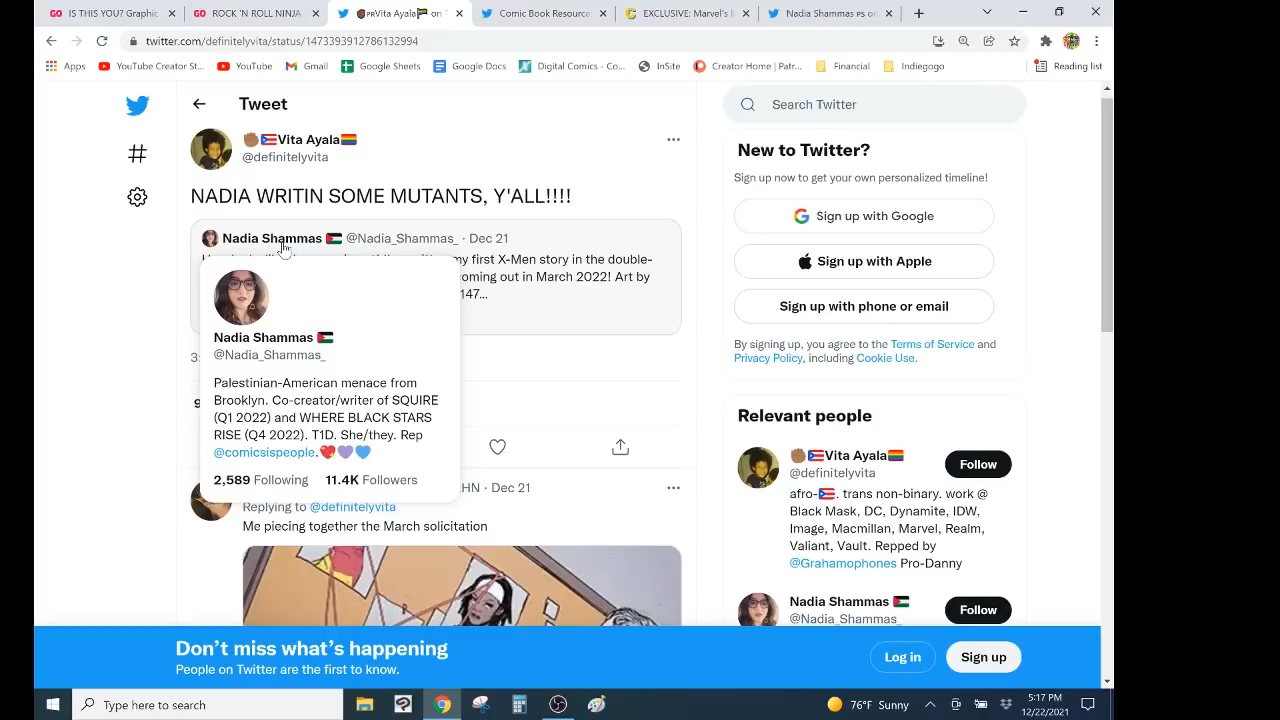 IS THIS YOU? Graphic
ROCK 'N ROLL NINJA
Vita Ayala
Comic Book Resource
EXCLUSIVE: Marvel's
Nadia Shammas on
twitter.com/definitelyvita/status/1473393912786132994
Apps
YouTube Creator St...
YouTube
Gmail
Google Sheets
Google Docs
Digital Comics - Co...
InSite
Creator Home | Patr...
Financial
Indiegogo
Reading list
Tweet
✊🏾🇵🇷Vita Ayala🏳️‍🌈
@definitelyvita
NADIA WRITIN SOME MUTANTS, Y'ALL!!!!
Nadia Shammas 🇵🇸 @Nadia_Shammas_ · Dec 21
my first X-Men story in the double-
coming out in March 2022! Art by
147...
Nadia Shammas 🇵🇸
@Nadia_Shammas_
Palestinian-American menace from
Brooklyn. Co-creator/writer of SQUIRE
(Q1 2022) and WHERE BLACK STARS
RISE (Q4 2022). T1D. She/they. Rep
@comicsispeople.❤️💜💙
2,589 Following 11.4K Followers
HN · Dec 21
Replying to @definitelyvita
Me piecing together the March solicitation
Search Twitter
New to Twitter?
Sign up now to get your own personalized timeline!
Sign up with Google
Sign up with Apple
Sign up with phone or email
By signing up, you agree to the Terms of Service and
Privacy Policy, including Cookie Use.
Relevant people
✊🏾🇵🇷Vita Ayala🏳️‍🌈
@definitelyvita
Follow
afro-🇵🇷. trans non-binary. work @
Black Mask, DC, Dynamite, IDW,
Image, Macmillan, Marvel, Realm,
Valiant, Vault. Repped by
@Grahamophones Pro-Danny
Nadia Shammas 🇵🇸
@Nadia_Shammas_
Follow
Don't miss what's happening
People on Twitter are the first to know.
Log in
Sign up
Type here to search
76°F Sunny
5:17 PM
12/22/2021